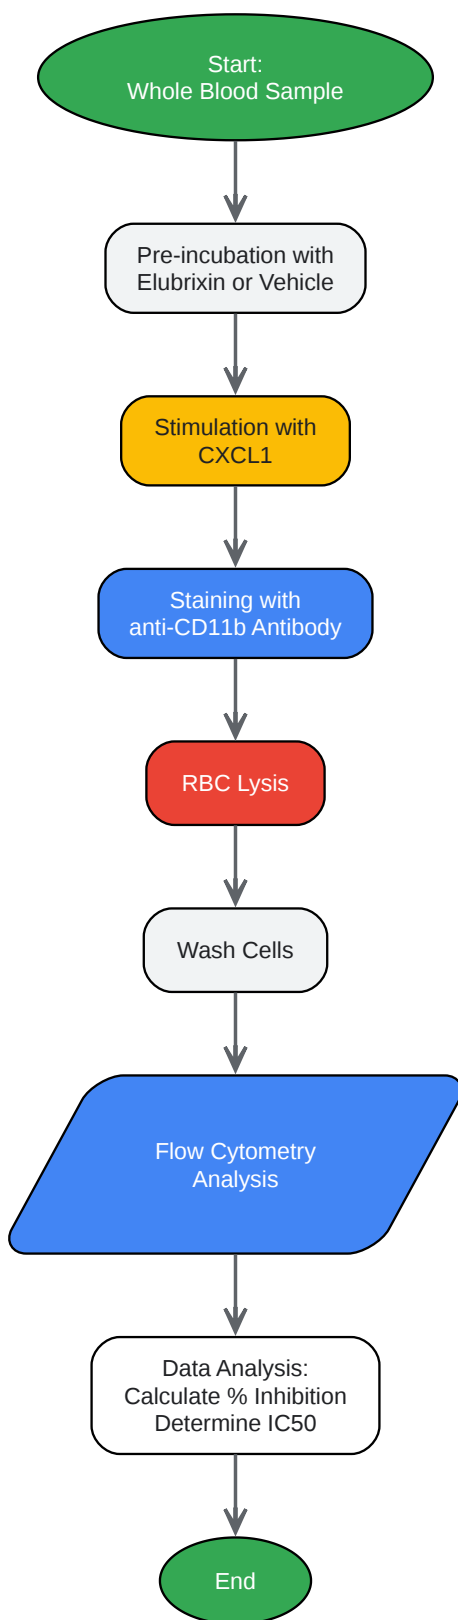 Start:
Whole Blood Sample
Pre-incubation with
Elubrixin or Vehicle
Stimulation with
CXCL1
Staining with
anti-CD11b Antibody
RBC Lysis
Wash Cells
Flow Cytometry
Analysis
Data Analysis:
Calculate % Inhibition
Determine IC50
End